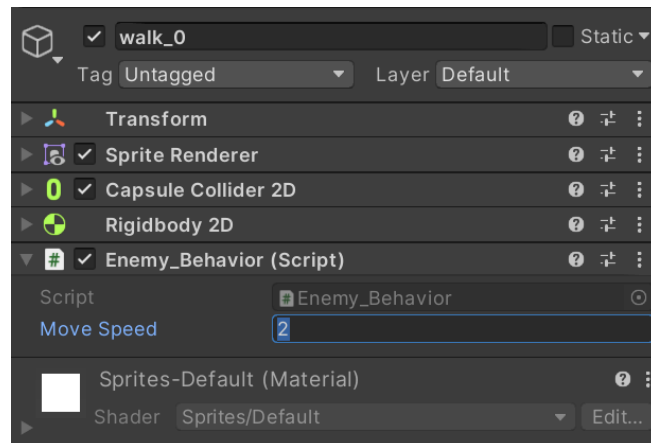 walk_0 Static
Tag Untagged Layer Default
Transform
Sprite Renderer
Capsule Collider 2D
Rigidbody 2D
Enemy_Behavior (Script)
Script Enemy_Behavior
Move Speed 2
Sprites-Default (Material)
Shader Sprites/Default Edit...